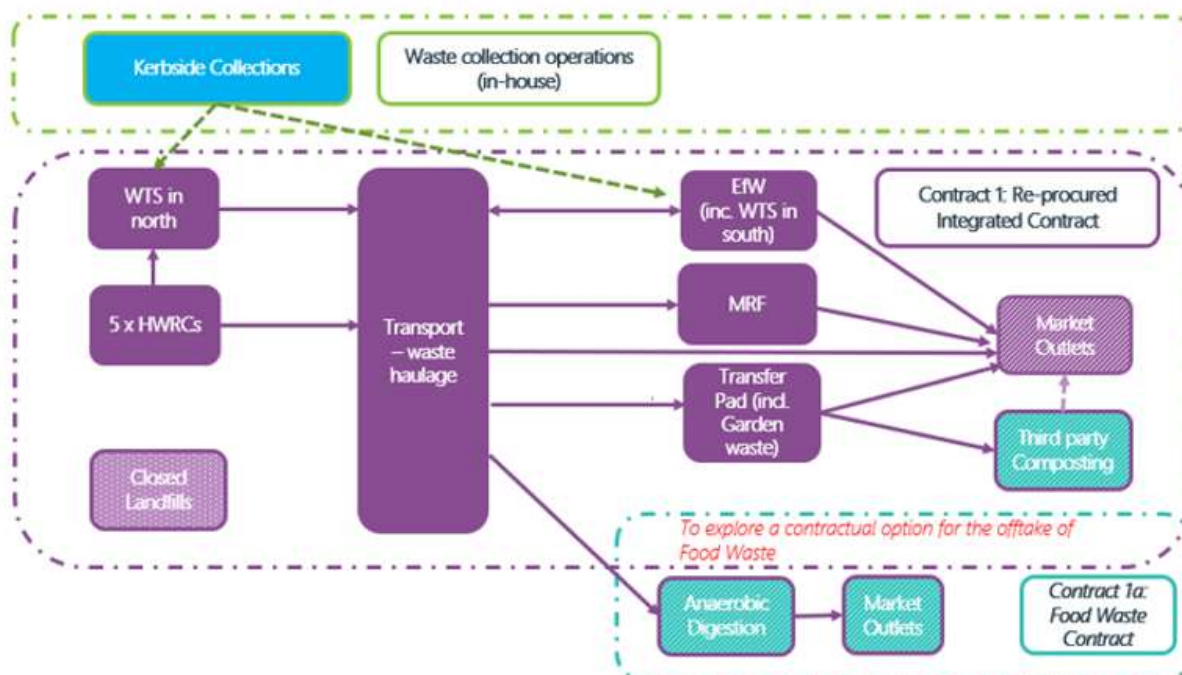 Kerbside Collections
Waste collection operations
(in-house)
WTS in
north
EfW
(inc. WTS in
south)
Contract 1: Re-procured
Integrated Contract
5 x HWRCs
Transport
– waste
haulage
MRF
Market
Outlets
Transfer
Pad (incl.
Garden
waste)
Third party
Composting
Closed
Landfills
To explore a contractual option for the offtake of
Food Waste
Anaerobic
Digestion
Market
Outlets
Contract 1a:
Food Waste
Contract